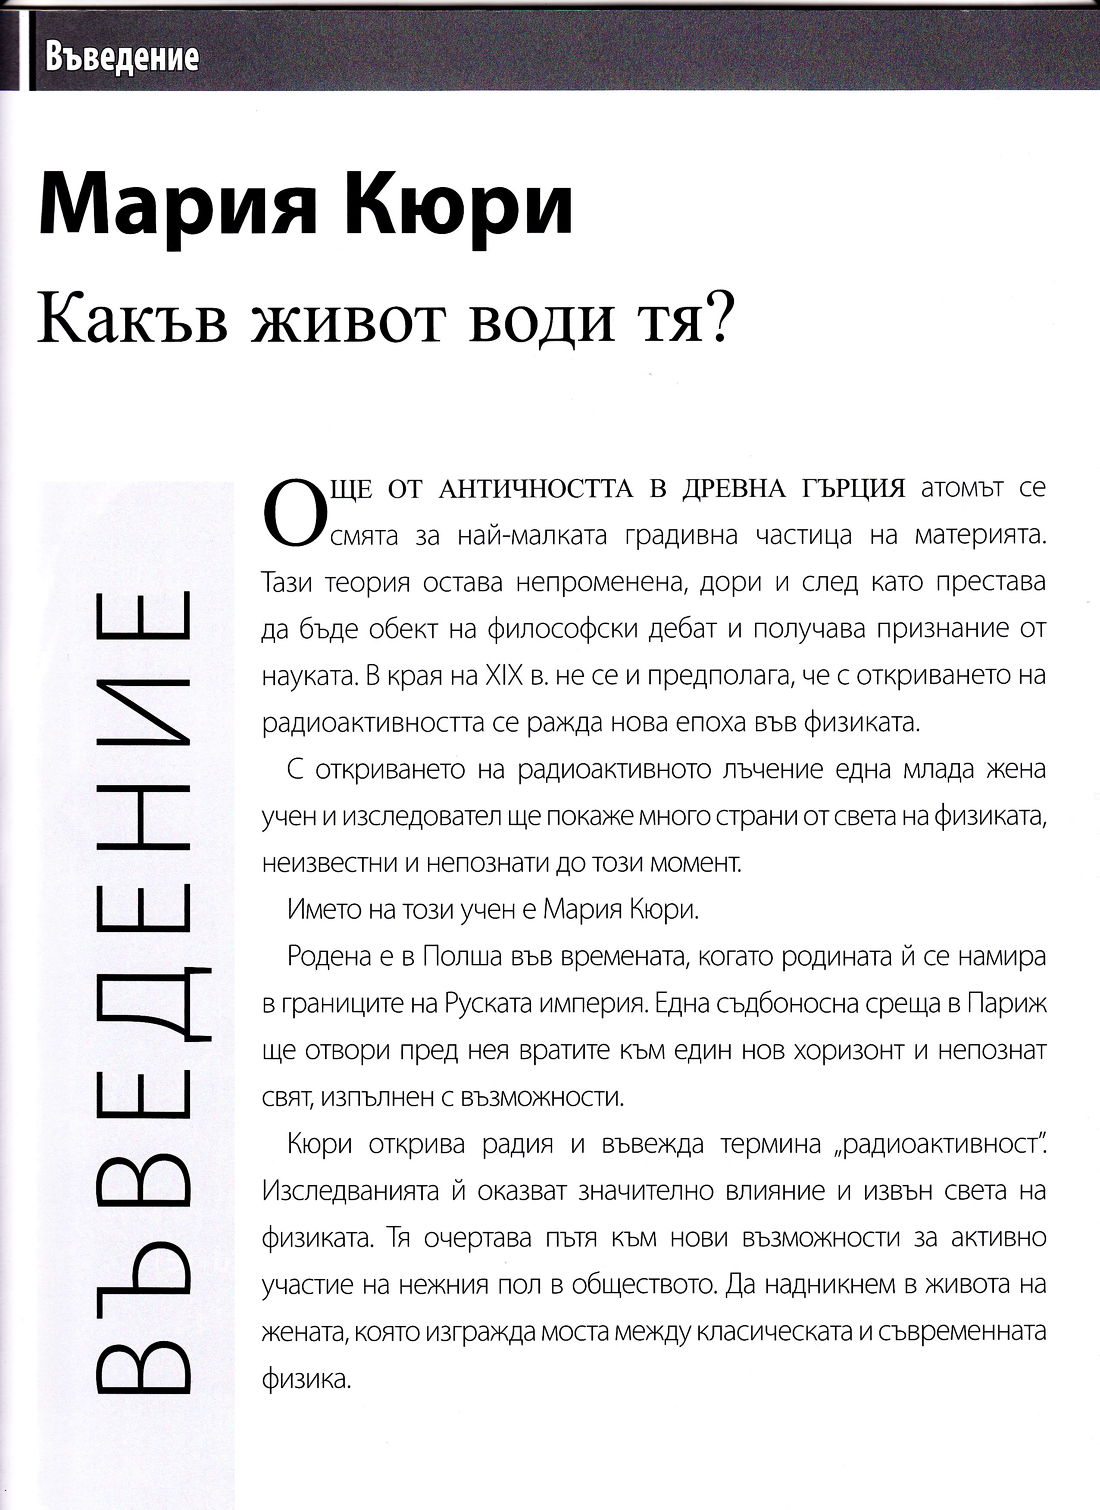 Въведение
Мария Кюри
Какъв живот води тя?
ВЪВЕДЕНИЕ
ОЩЕ ОТ АНТИЧНОСТТА В ДРЕВНА ГЪРЦИЯ атомът се
смята за най-малката градивна частица на материята.
Тази теория остава непроменена, дори и след като престава
да бъде обект на философски дебат и получава признание от
науката. В края на XIX в. не се и предполага, че с откриването на
радиоактивността се ражда нова епоха във физиката.
С откриването на радиоактивното лъчение една млада жена
учен и изследовател ще покаже много страни от света на физиката,
неизвестни и непознати до този момент.
Името на този учен е Мария Кюри.
Родена е в Полша във времената, когато родината й се намира
в границите на Руската империя. Една съдбоносна среща в Париж
ще отвори пред нея вратите към един нов хоризонт и непознат
свят, изпълнен с възможности.
Кюри открива радия и въвежда термина „радиоактивност”.
Изследванията й оказват значително влияние и извън света на
физиката. Тя очертава пътя към нови възможности за активно
участие на нежния пол в обществото. Да надникнем в живота на
жената, която изгражда моста между класическата и съвременната
физика.